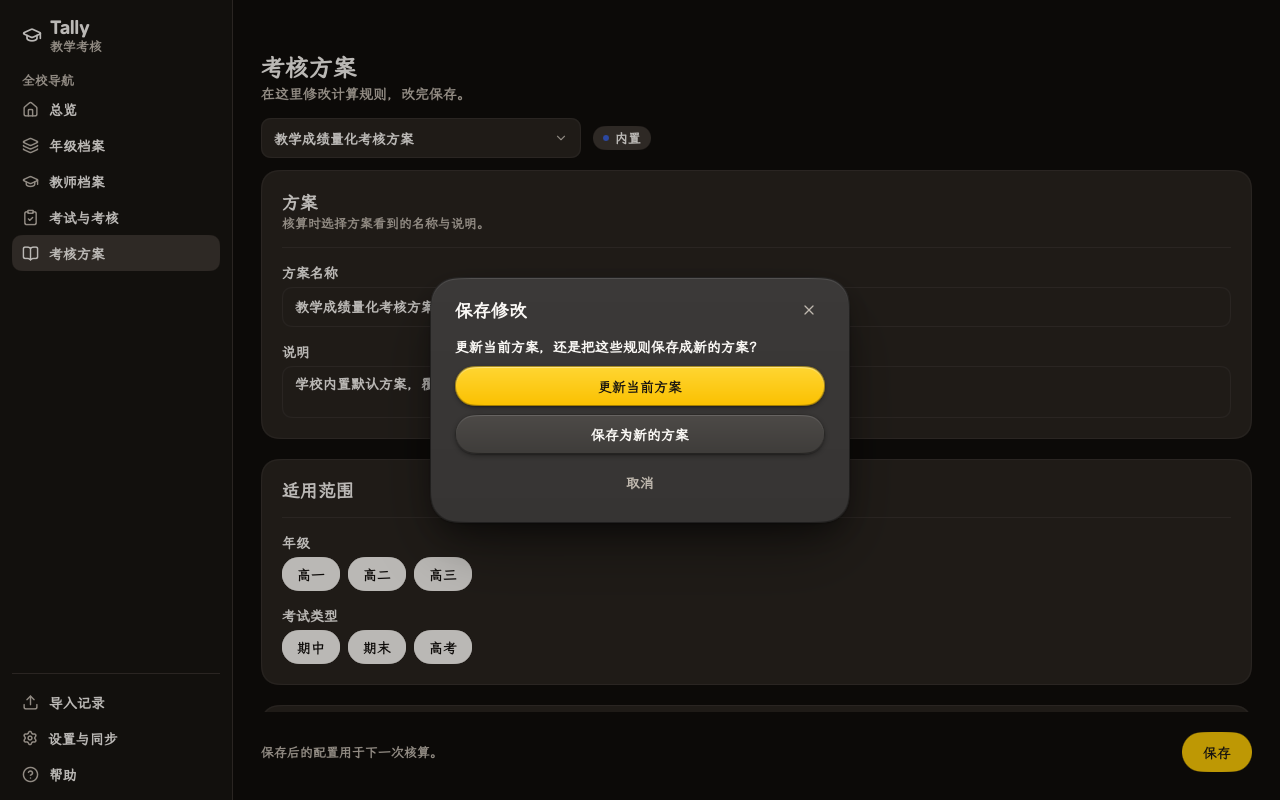 Tally
教学考核
全校导航
总览
年级档案
教师档案
考试与考核
考核方案
导入记录
设置与同步
帮助
考核方案
在这里修改计算规则，改完保存。
教学成绩量化考核方案
内置
方案
核算时选择方案看到的名称与说明。
方案名称
教学成绩量化考核方案
说明
学校内置默认方案，覆
保存修改
更新当前方案，还是把这些规则保存成新的方案？
更新当前方案
保存为新的方案
取消
适用范围
年级
高一 高二 高三
考试类型
期中 期末 高考
保存后的配置用于下一次核算。
保存